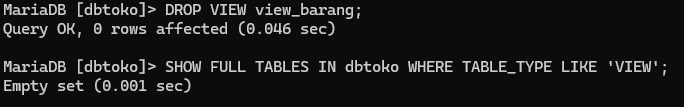 MariaDB [dbtoko]> DROP VIEW view_barang;
Query OK, 0 rows affected (0.046 sec)
MariaDB [dbtoko]> SHOW FULL TABLES IN dbtoko WHERE TABLE_TYPE LIKE 'VIEW';
Empty set (0.001 sec)